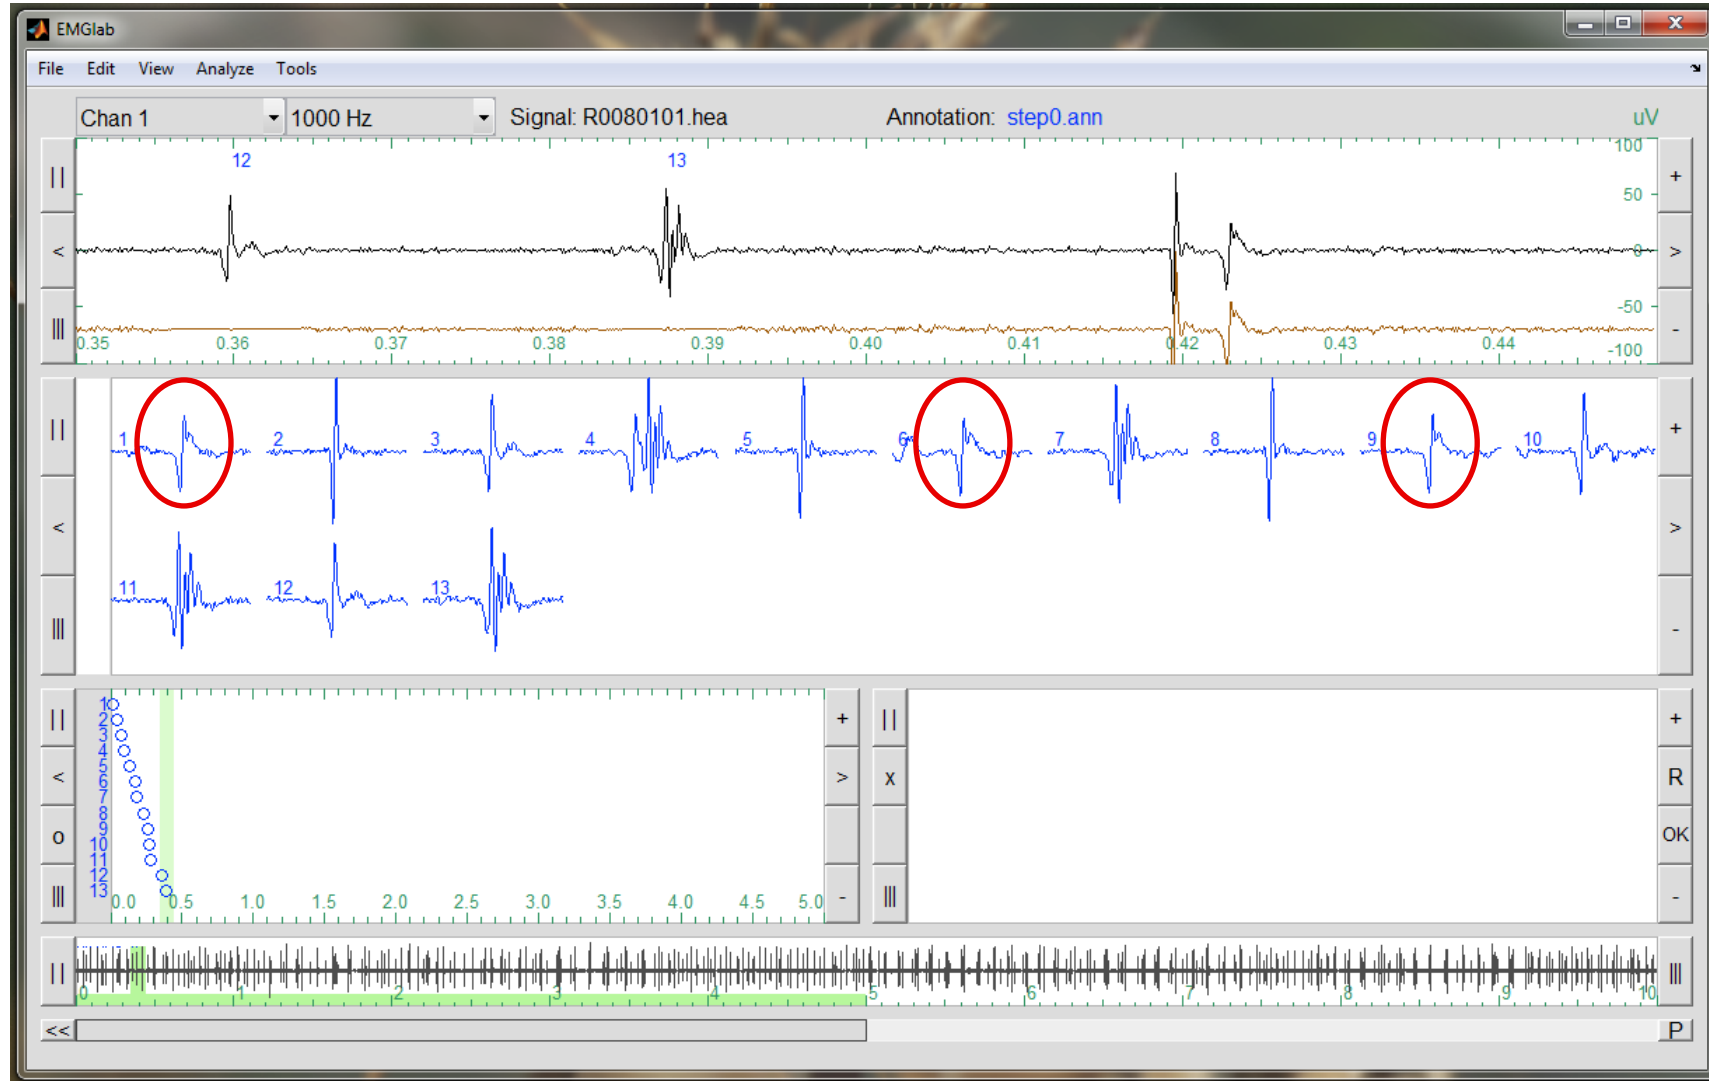 EMGlab
File Edit View Analyze Tools
Chan 1 1000 Hz Signal: R0080101.hea Annotation: step0.ann uV
12 13 100
|| +
50
< 0 >
-50
||| -
0.35 0.36 0.37 0.38 0.39 0.40 0.41 0.42 0.43 0.44 -100
|| +
1 2 3 4 5 6 7 8 9 10
< >
11 12 13
||| -
1
|| 2 + || +
3
4
5
< 6 > x R
7
8
o 9 OK
10
11
12
||| 13 - ||| -
0.0 0.5 1.0 1.5 2.0 2.5 3.0 3.5 4.0 4.5 5.0
|| |||
0 1 2 3 4 5 6 7 8 9 10
<< P